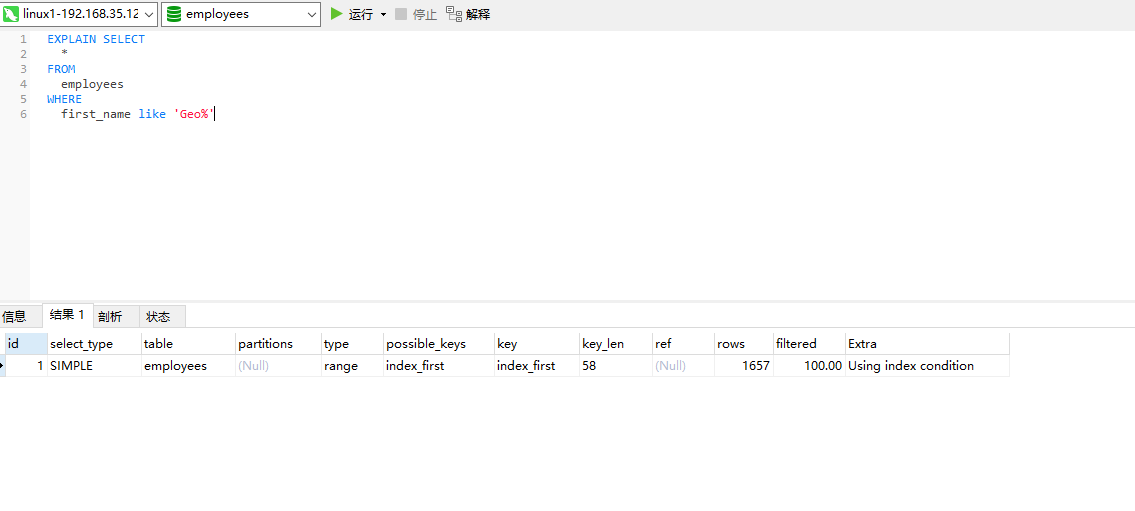 linux1-192.168.35.12 employees 运行 停止 解释
1 EXPLAIN SELECT
2 *
3 FROM
4 employees
5 WHERE
6 first_name like 'Geo%'
信息 结果 1 剖析 状态
id select_type table partitions type possible_keys key key_len ref rows filtered Extra
1 SIMPLE employees (Null) range index_first index_first 58 (Null) 1657 100.00 Using index condition